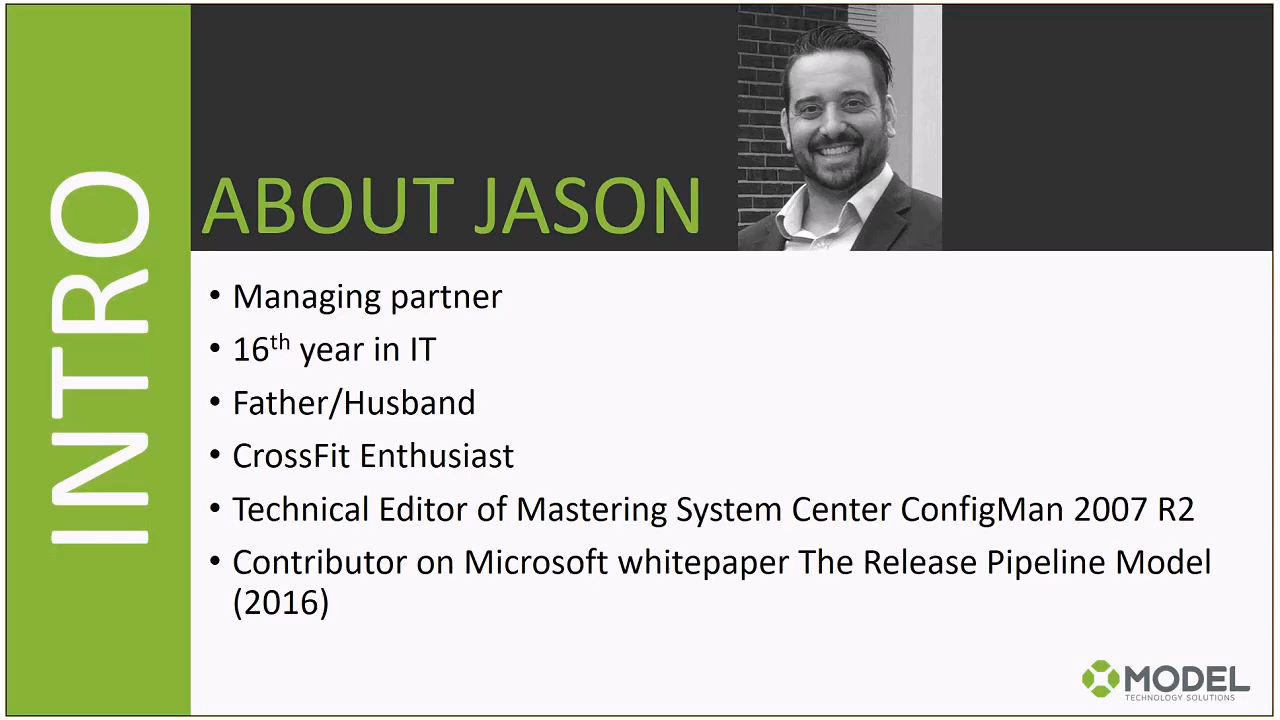 INTRO
ABOUT JASON
• Managing partner
• 16th year in IT
• Father/Husband
• CrossFit Enthusiast
• Technical Editor of Mastering System Center ConfigMan 2007 R2
• Contributor on Microsoft whitepaper The Release Pipeline Model
(2016)
MODEL
TECHNOLOGY SOLUTIONS